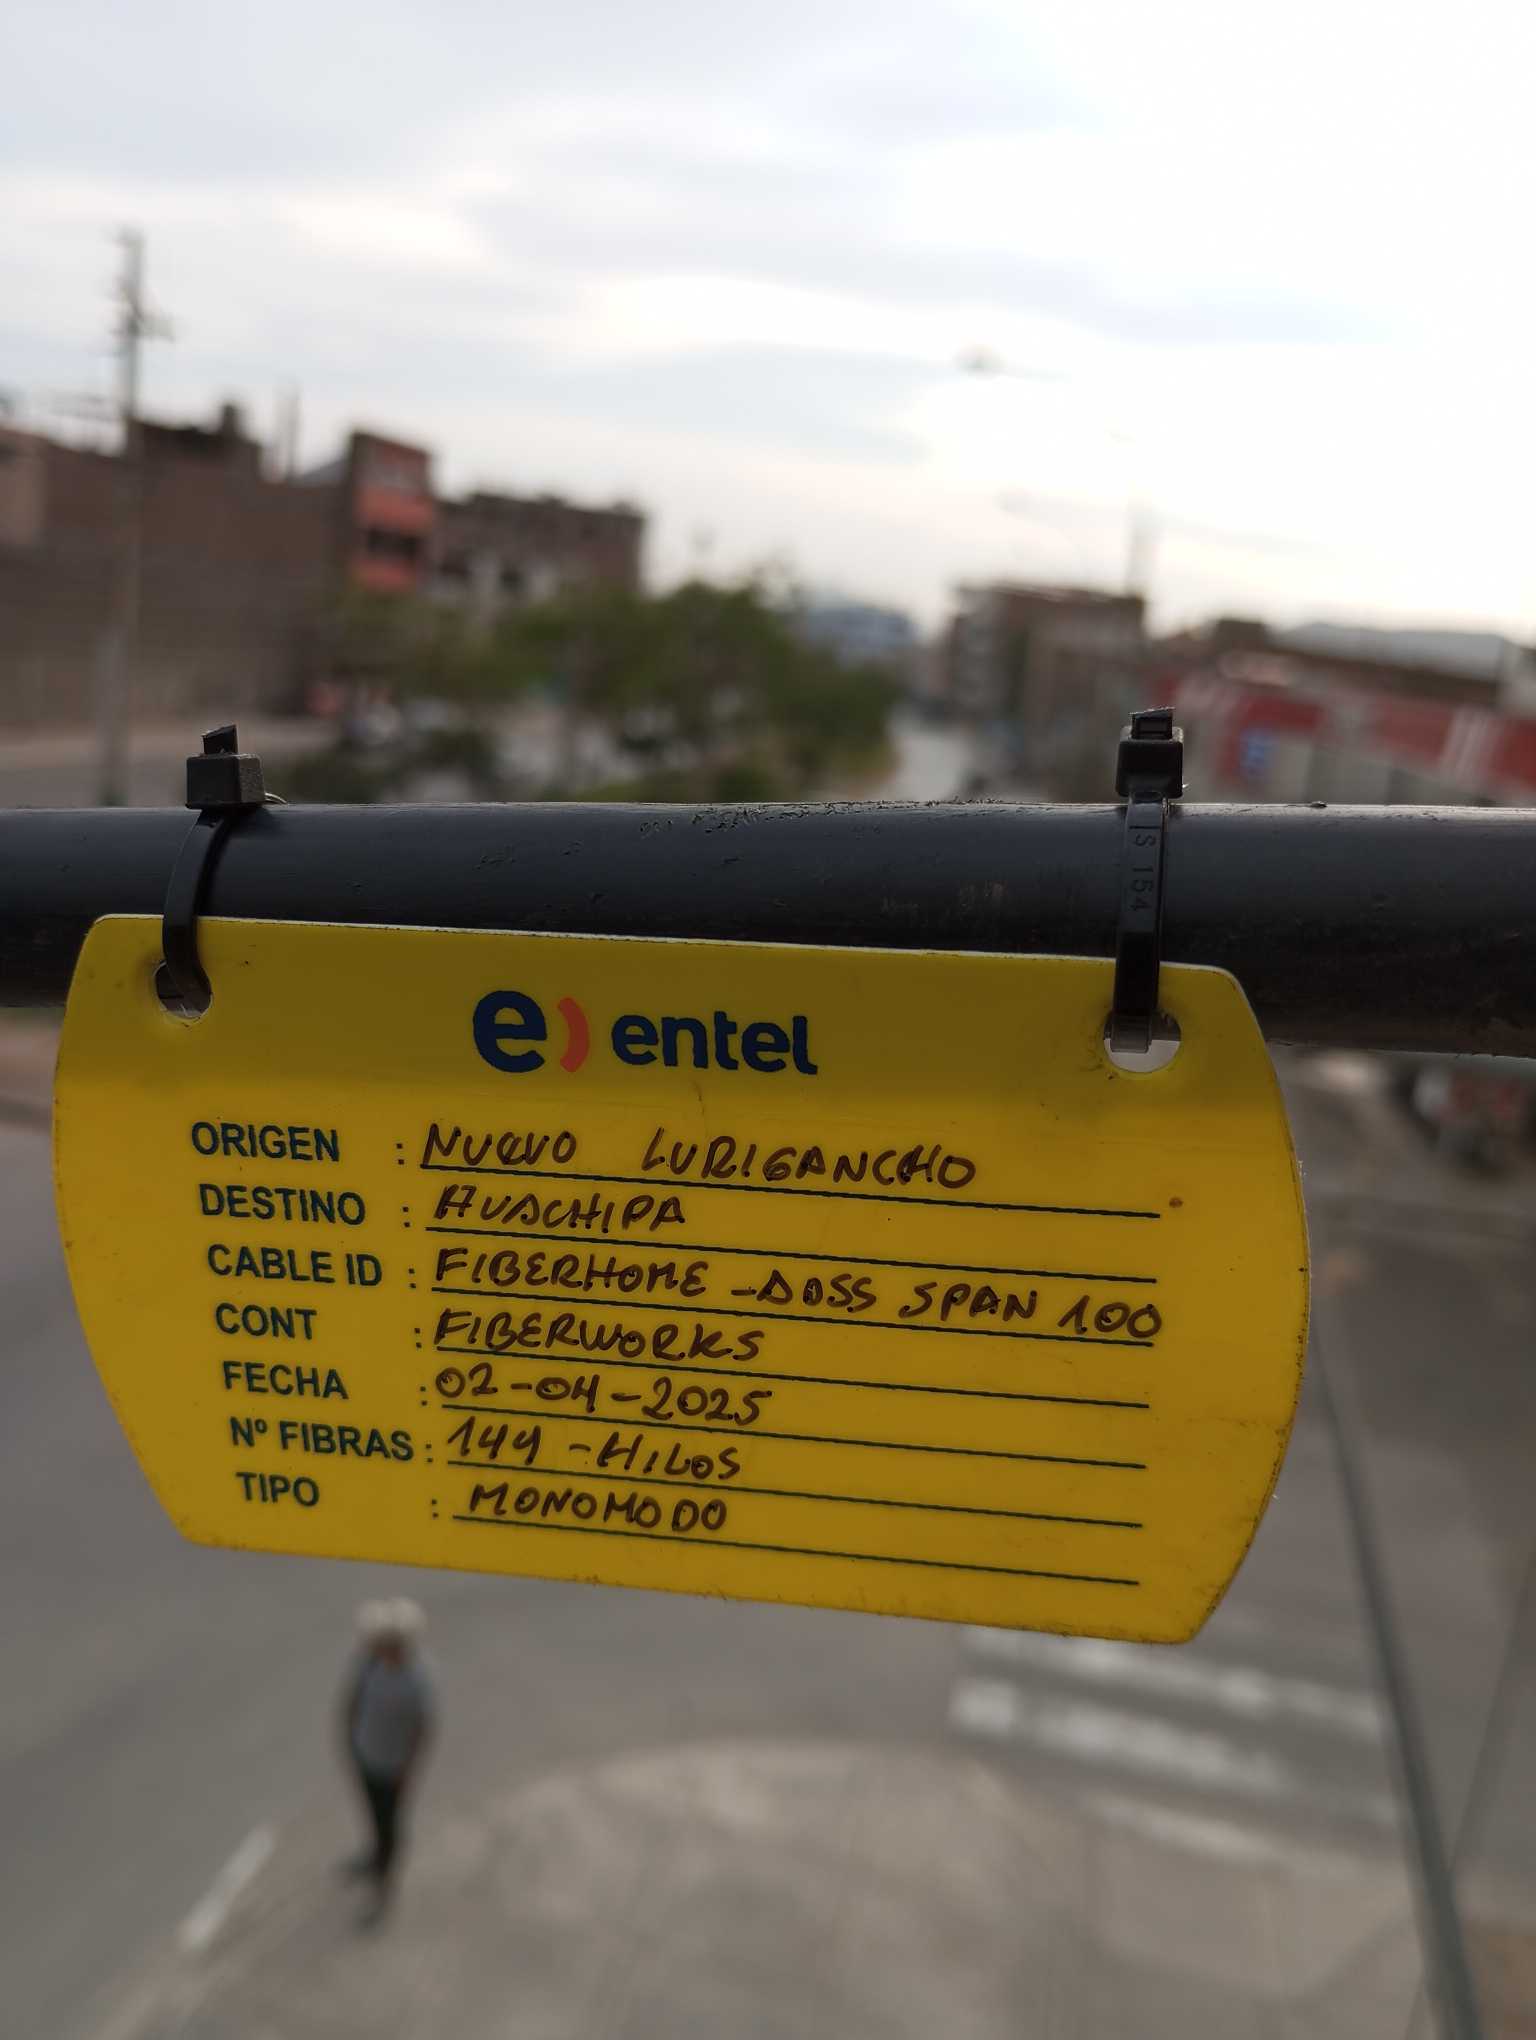 e) entel
ORIGEN : NUEVO LURIGANCHO
DESTINO : HUACHIPA
CABLE ID : FIBERHOME - ADSS SPAN 100
CONT : FIBERWORKS
FECHA : 02-04-2025
Nº FIBRAS : 144 - HILOS
TIPO : MONOMODO
S 154